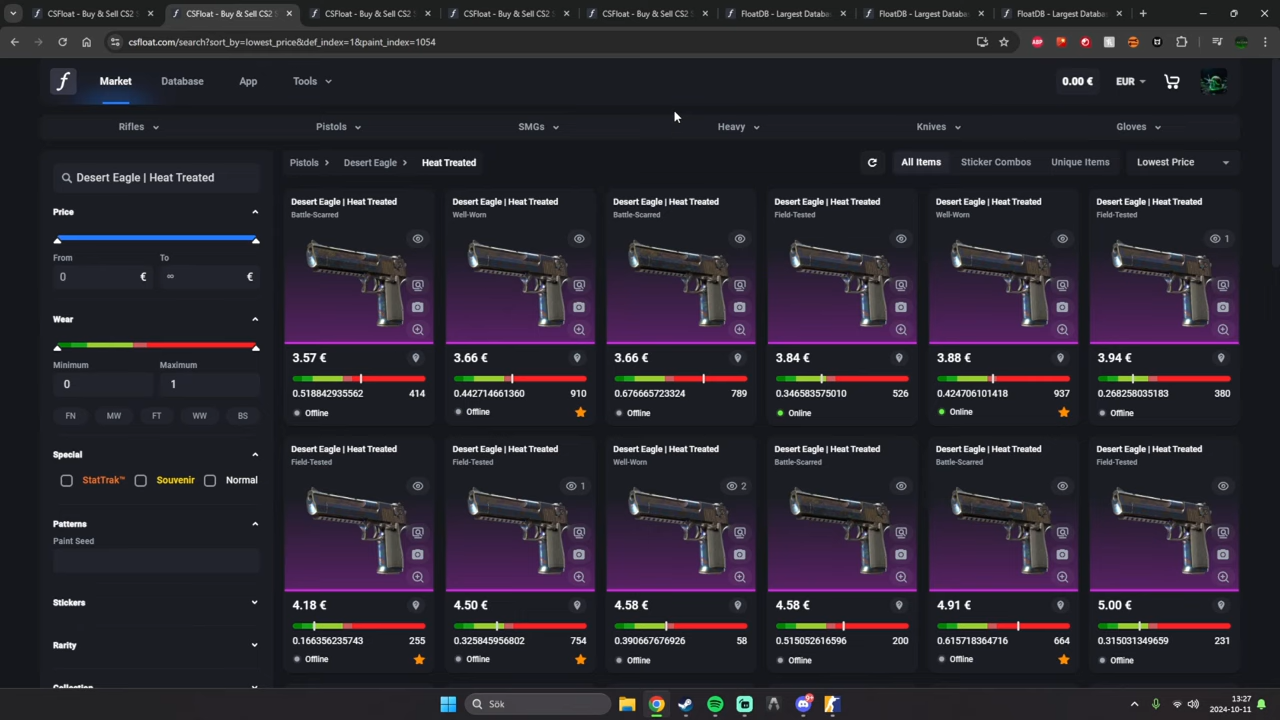 CSFloat - Buy & Sell CS2 S
CSFloat - Buy & Sell CS2 S
CSFloat - Buy & Sell CS2 S
CSFloat - Buy & Sell CS2 S
CSFloat - Buy & Sell CS2 S
FloatDB - Largest Databas
FloatDB - Largest Databas
FloatDB - Largest Databas
csfloat.com/search?sort_by=lowest_price&def_index=1&paint_index=1054
Market Database App Tools
0.00 € EUR
Rifles Pistols SMGs Heavy Knives Gloves
Desert Eagle | Heat Treated
Price
From To
0 € ∞ €
Wear
Minimum Maximum
0 1
FN MW FT WW BS
Special
StatTrak™ Souvenir Normal
Patterns
Paint Seed
Stickers
Rarity
Collection
Pistols > Desert Eagle > Heat Treated
All Items Sticker Combos Unique Items Lowest Price
Desert Eagle | Heat Treated
Battle-Scarred
3.57 €
0.518842935562 414
Offline
Desert Eagle | Heat Treated
Well-Worn
3.66 €
0.442714661360 910
Offline
Desert Eagle | Heat Treated
Battle-Scarred
3.66 €
0.676665723324 789
Offline
Desert Eagle | Heat Treated
Field-Tested
3.84 €
0.346583575010 526
Online
Desert Eagle | Heat Treated
Well-Worn
3.88 €
0.424706101418 937
Online
Desert Eagle | Heat Treated
Field-Tested
1
3.94 €
0.268258035183 380
Offline
Desert Eagle | Heat Treated
Field-Tested
4.18 €
0.166356235743 255
Offline
Desert Eagle | Heat Treated
Field-Tested
1
4.50 €
0.325845956802 754
Offline
Desert Eagle | Heat Treated
Well-Worn
2
4.58 €
0.390667676926 58
Offline
Desert Eagle | Heat Treated
Battle-Scarred
4.58 €
0.515052616596 200
Offline
Desert Eagle | Heat Treated
Battle-Scarred
4.91 €
0.615718364716 664
Offline
Desert Eagle | Heat Treated
Field-Tested
5.00 €
0.315031349659 231
Offline
Sök
13:27
2024-10-11